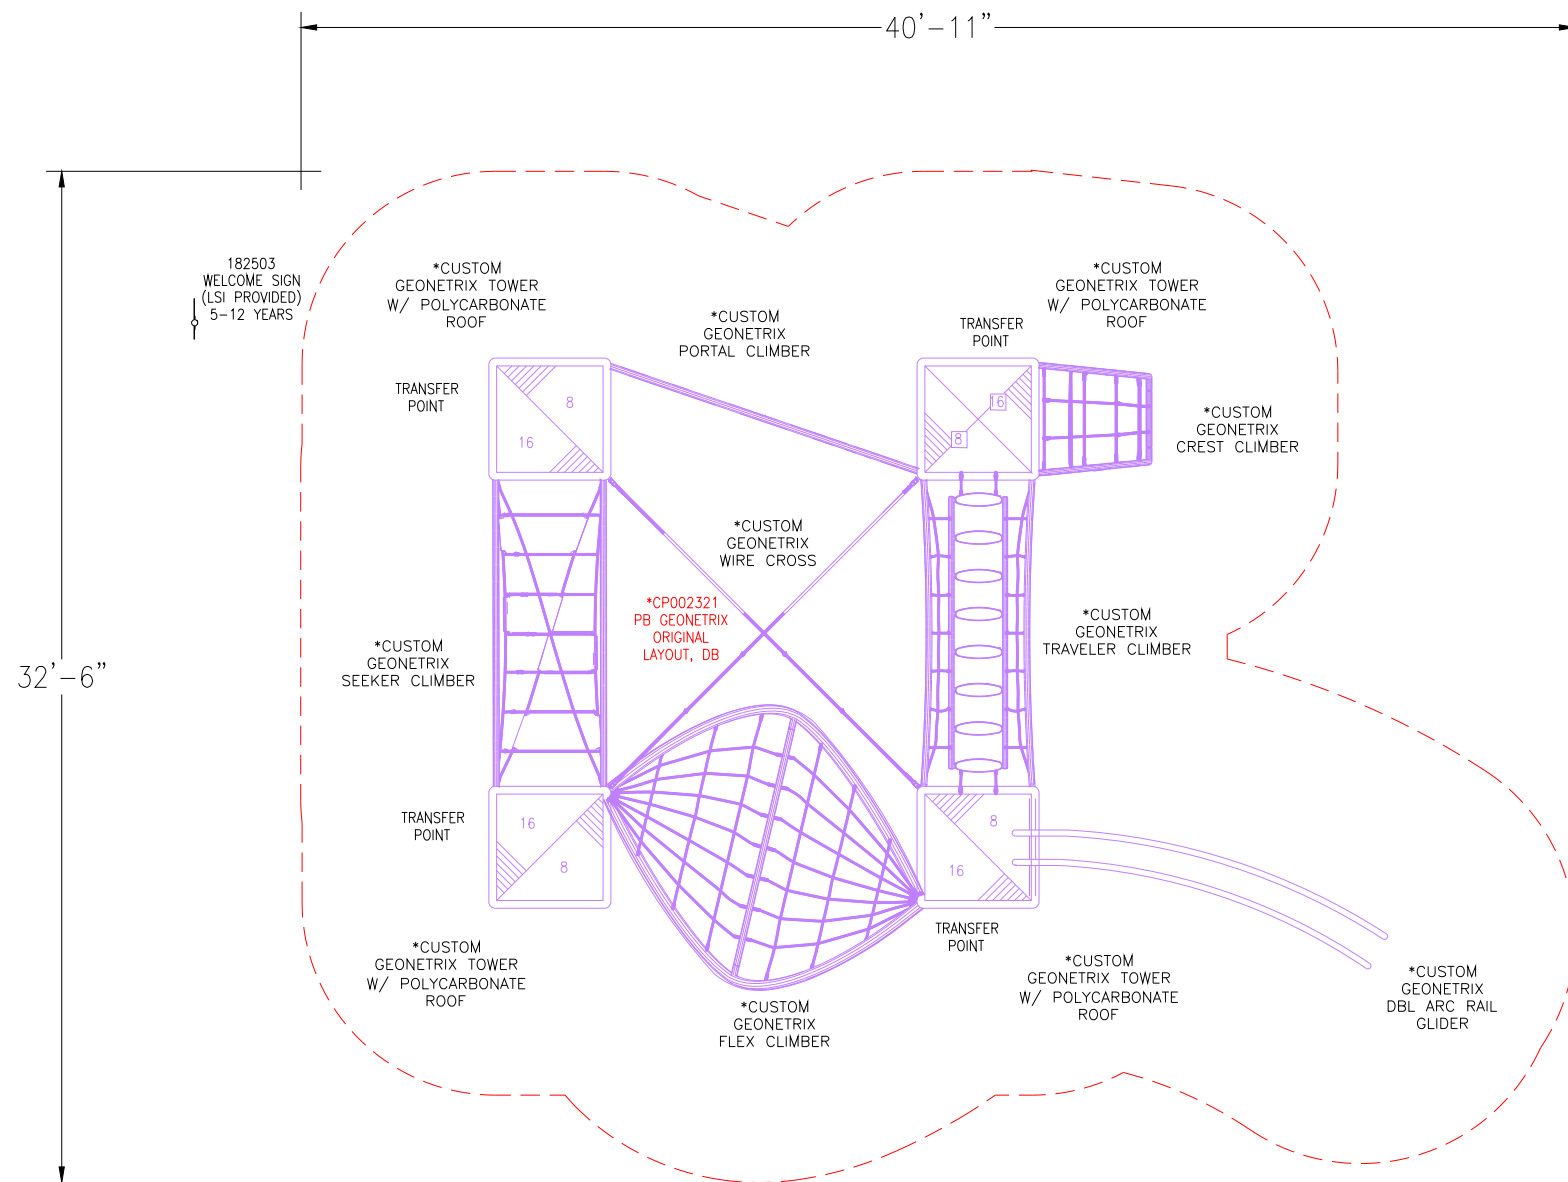 40'-11"
182503
WELCOME SIGN
(LSI PROVIDED)
5-12 YEARS
*CUSTOM
GEONETRIX TOWER
W/ POLYCARBONATE
ROOF
*CUSTOM
GEONETRIX
PORTAL CLIMBER
TRANSFER
POINT
*CUSTOM
GEONETRIX TOWER
W/ POLYCARBONATE
ROOF
TRANSFER
POINT
8
16
16
8
*CUSTOM
GEONETRIX
CREST CLIMBER
*CUSTOM
GEONETRIX
WIRE CROSS
*CP002321
PB GEONETRIX
ORIGINAL
LAYOUT, DB
*CUSTOM
GEONETRIX
SEEKER CLIMBER
*CUSTOM
GEONETRIX
TRAVELER CLIMBER
32'-6"
TRANSFER
POINT
16
8
8
16
TRANSFER
POINT
*CUSTOM
GEONETRIX TOWER
W/ POLYCARBONATE
ROOF
*CUSTOM
GEONETRIX
FLEX CLIMBER
*CUSTOM
GEONETRIX TOWER
W/ POLYCARBONATE
ROOF
*CUSTOM
GEONETRIX
DBL ARC RAIL
GLIDER